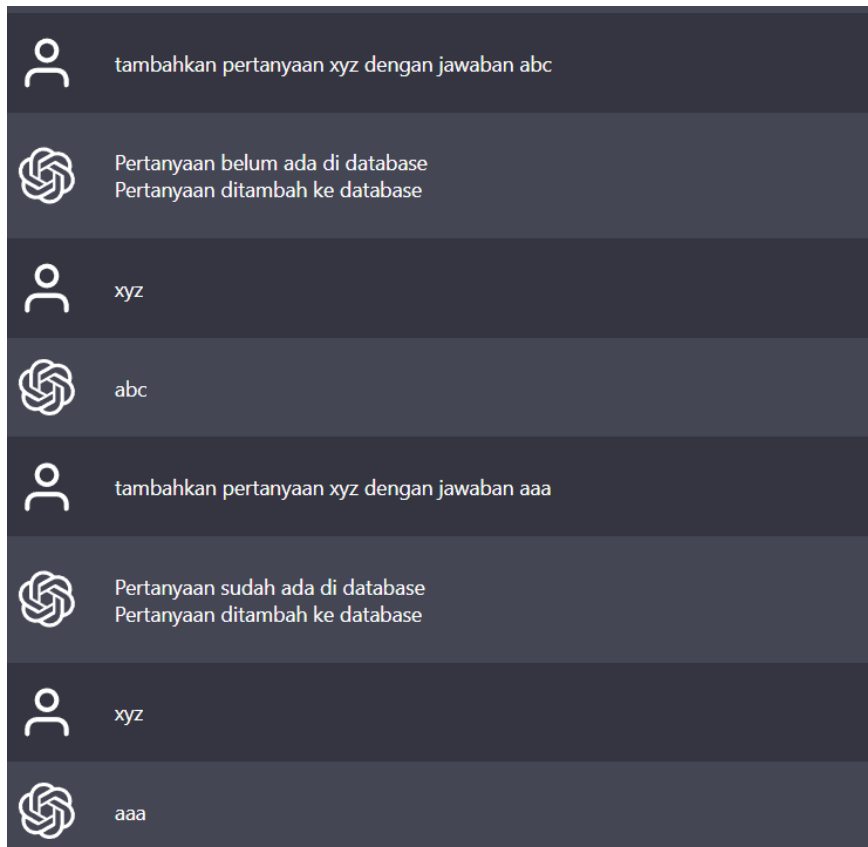 tambahkan pertanyaan xyz dengan jawaban abc
Pertanyaan belum ada di database
Pertanyaan ditambah ke database
xyz
abc
tambahkan pertanyaan xyz dengan jawaban aaa
Pertanyaan sudah ada di database
Pertanyaan ditambah ke database
xyz
aaa